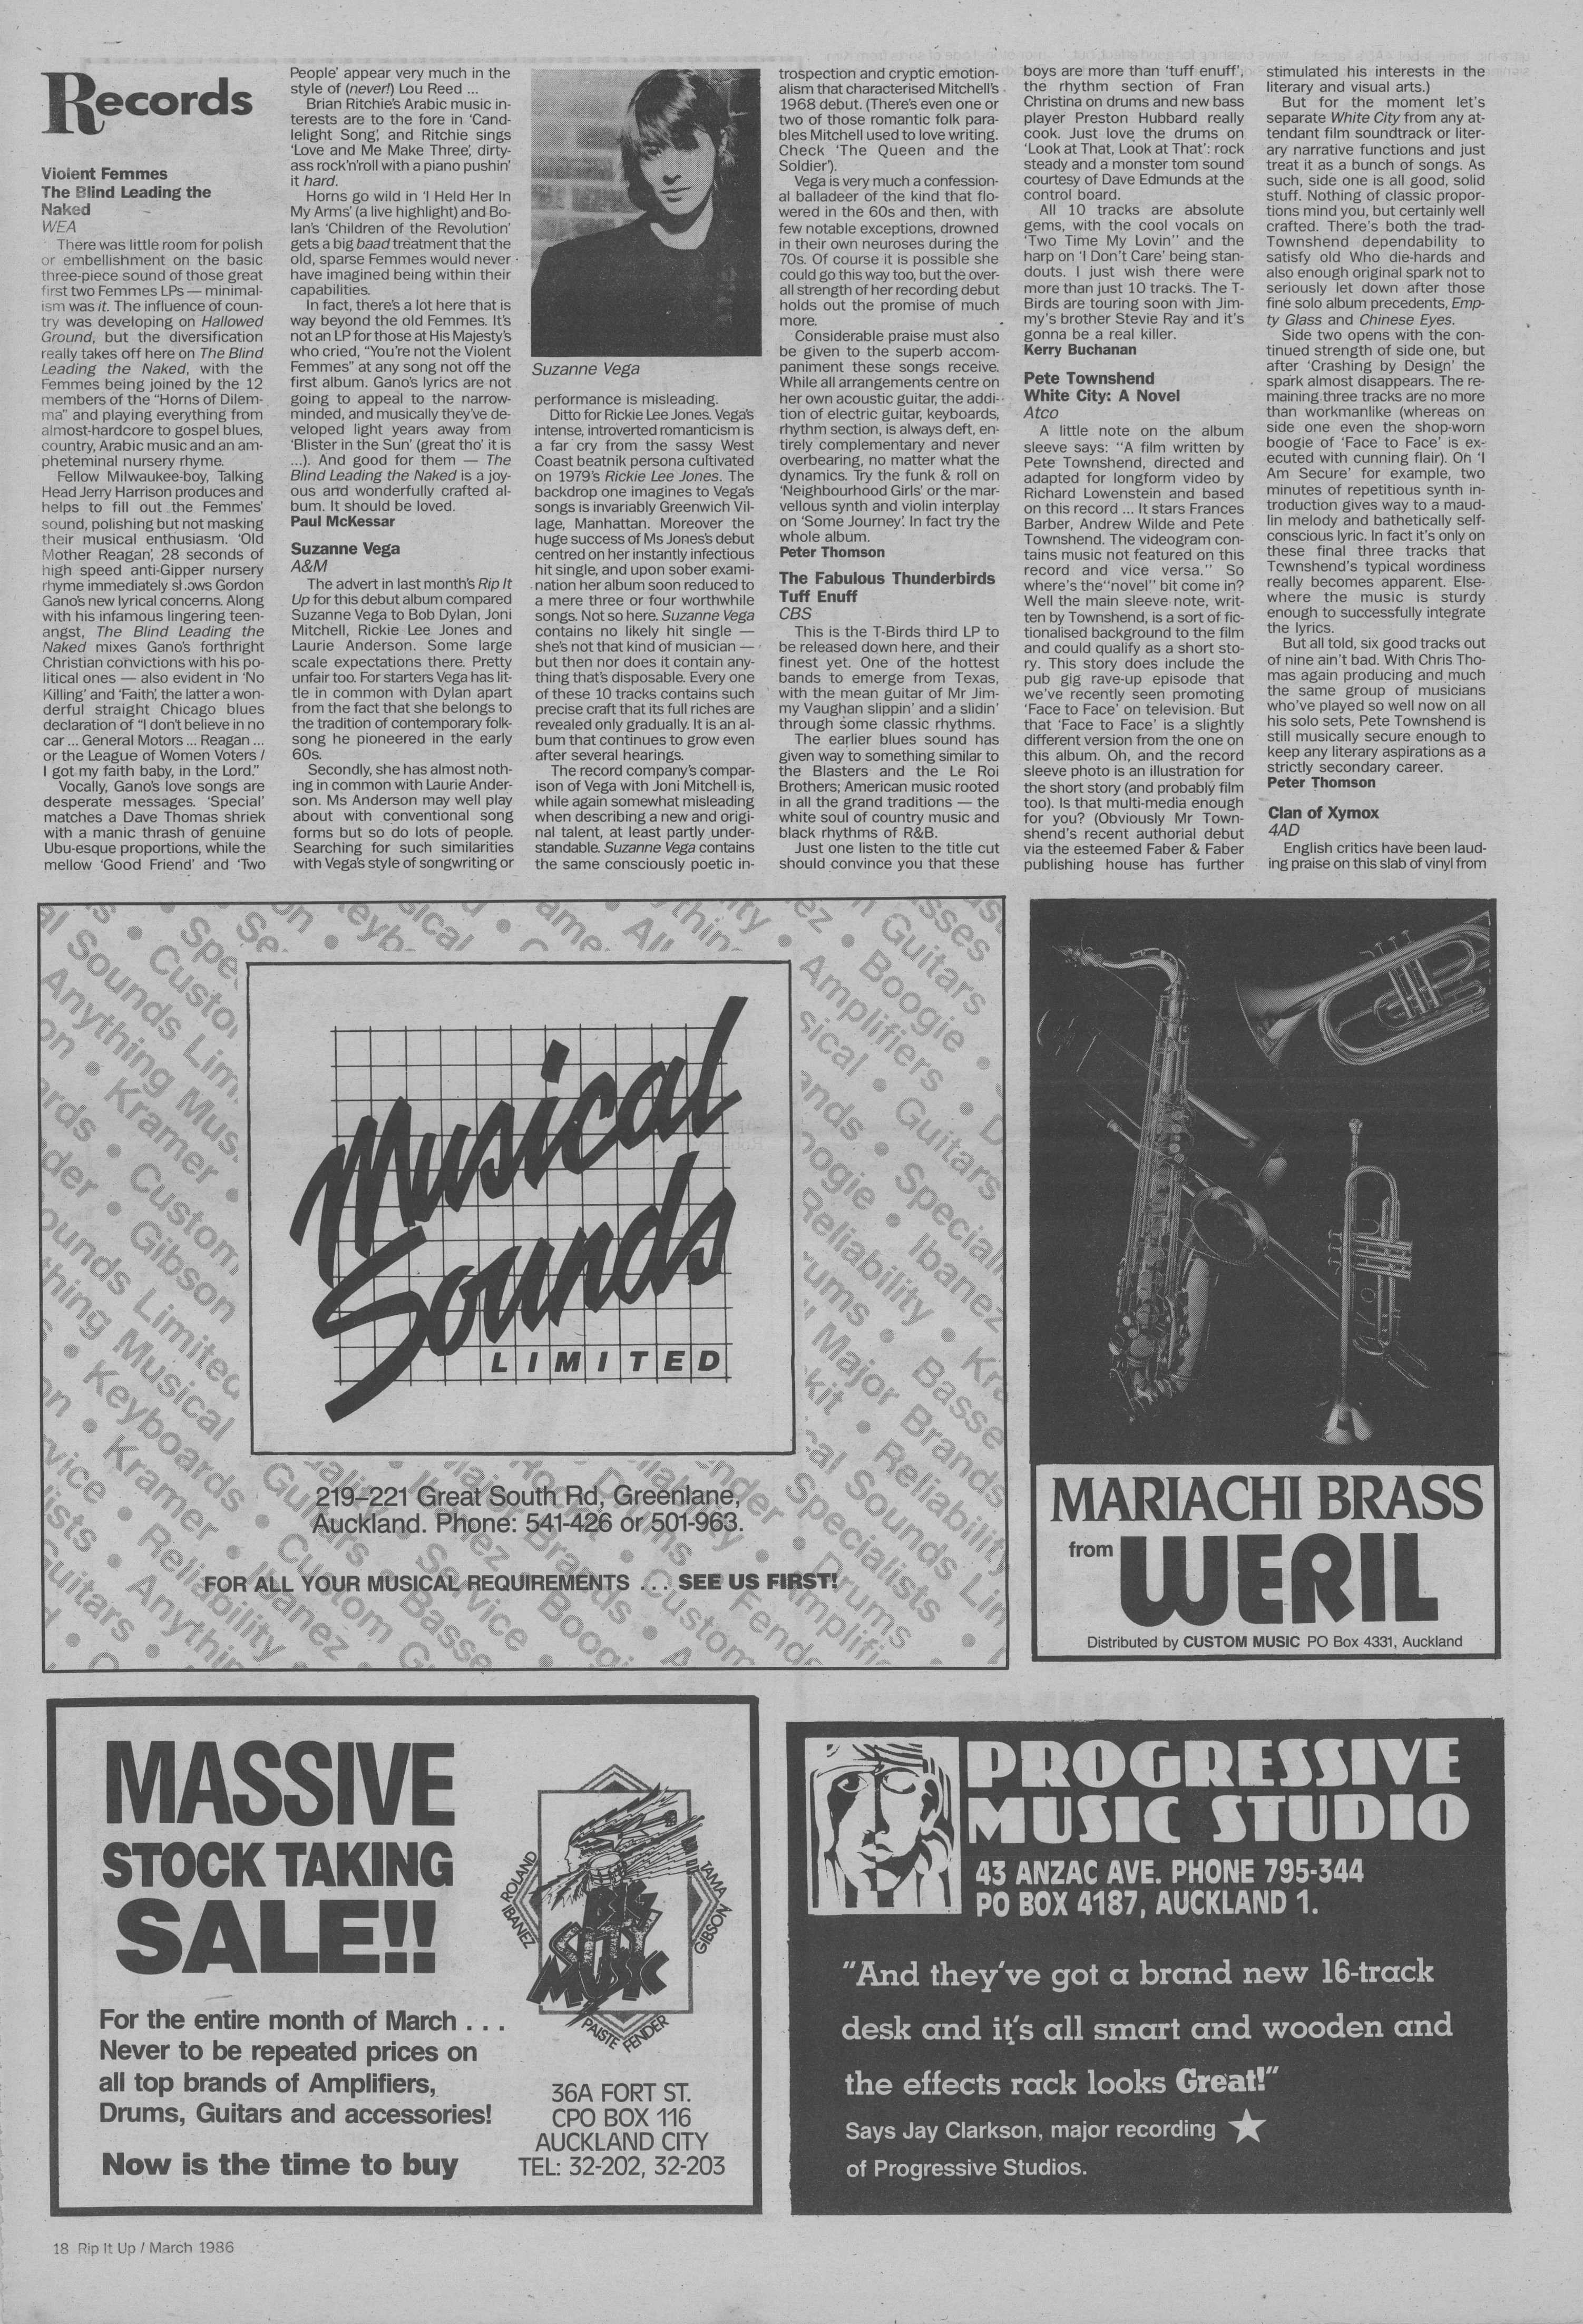 Records
Violent Femmes
The Blind Leading the
Naked
WEA
There was little room for polish
or embellishment on the basic
three-piece sound of those great
first two Femmes LPs — minimal-
ism was it. The influence of coun-
try was developing on Hallowed
Ground, but the diversification
really takes off here on The Blind
Leading the Naked, with the
Femmes being joined by the 12
members of the "Horns of Dilem-
ma" and playing everything from
almost-hardcore to gospel blues,
country, Arabic music and an am-
pheteminal nursery rhyme.
Fellow Milwaukee-boy, Talking
Head Jerry Harrison produces and
helps to fill out the Femmes'
sound, polishing but not masking
their musical enthusiasm. 'Old
Mother Reagan', 28 seconds of
high speed anti-Gipper nursery
rhyme immediately shows Gordon
Gano's new lyrical concerns. Along
with his infamous lingering teen-
angst, The Blind Leading the
Naked mixes Gano's forthright
Christian convictions with his po-
litical ones — also evident in 'No
Killing' and 'Faith', the latter a won-
derful straight Chicago blues
declaration of "I don't believe in no
car ... General Motors ... Reagan ...
or the League of Women Voters /
I got my faith baby, in the Lord."
Vocally, Gano's love songs are
desperate messages. 'Special'
matches a Dave Thomas shriek
with a manic thrash of genuine
Ubu-esque proportions, while the
mellow 'Good Friend' and 'Two
People' appear very much in the
style of (never!) Lou Reed ...
Brian Ritchie's Arabic music in-
terests are to the fore in 'Cand-
lelight Song', and Ritchie sings
'Love and Me Make Three', dirty-
ass rock'n'roll with a piano pushin'
it hard.
Horns go wild in 'I Held Her In
My Arms' (a live highlight) and Bo-
lan's 'Children of the Revolution'
gets a big baad treatment that the
old, sparse Femmes would never
have imagined being within their
capabilities.
In fact, there's a lot here that is
way beyond the old Femmes. It's
not an LP for those at His Majesty's
who cried, "You're not the Violent
Femmes" at any song not off the
first album. Gano's lyrics are not
going to appeal to the narrow-
minded, and musically they've de-
veloped light years away from
'Blister in the Sun' (great tho' it is
...). And good for them — The
Blind Leading the Naked is a joy-
ous and wonderfully crafted al-
bum. It should be loved.
Paul McKessar
Suzanne Vega
A&M
The advert in last month's Rip It
Up for this debut album compared
Suzanne Vega to Bob Dylan, Joni
Mitchell, Rickie Lee Jones and
Laurie Anderson. Some large
scale expectations there. Pretty
unfair too. For starters Vega has lit-
tle in common with Dylan apart
from the fact that she belongs to
the tradition of contemporary folk-
song he pioneered in the early
60s.
Secondly, she has almost noth-
ing in common with Laurie Ander-
son. Ms Anderson may well play
about with conventional song
forms but so do lots of people.
Searching for such similarities
with Vega's style of songwriting or
Suzanne Vega
performance is misleading.
Ditto for Rickie Lee Jones. Vega's
intense, introverted romanticism is
a far cry from the sassy West
Coast beatnik persona cultivated
on 1979's Rickie Lee Jones. The
backdrop one imagines to Vega's
songs is invariably Greenwich Vil-
lage, Manhattan. Moreover the
huge success of Ms Jones's debut
centred on her instantly infectious
hit single, and upon sober exami-
nation her album soon reduced to
a mere three or four worthwhile
songs. Not so here. Suzanne Vega
contains no likely hit single —
she's not that kind of musician —
but then nor does it contain any-
thing that's disposable. Every one
of these 10 tracks contains such
precise craft that its full riches are
revealed only gradually. It is an al-
bum that continues to grow even
after several hearings.
The record company's compar-
ison of Vega with Joni Mitchell is,
while again somewhat misleading
when describing a new and origi-
nal talent, at least partly under-
standable. Suzanne Vega contains
the same consciously poetic in-
trospection and cryptic emotion-
alism that characterised Mitchell's
1968 debut. (There's even one or
two of those romantic folk para-
bles Mitchell used to love writing.
Check 'The Queen and the
Soldier').
Vega is very much a confession-
al balladeer of the kind that flo-
wered in the 60s and then, with
few notable exceptions, drowned
in their own neuroses during the
70s. Of course it is possible she
could go this way too, but the over-
all strength of her recording debut
holds out the promise of much
more.
Considerable praise must also
be given to the superb accom-
paniment these songs receive.
While all arrangements centre on
her own acoustic guitar, the addi-
tion of electric guitar, keyboards,
rhythm section, is always deft, en-
tirely complementary and never
overbearing, no matter what the
dynamics. Try the funk & roll on
'Neighbourhood Girls' or the mar-
vellous synth and violin interplay
on 'Some Journey'. In fact try the
whole album.
Peter Thomson
The Fabulous Thunderbirds
Tuff Enuff
CBS
This is the T-Birds third LP to
be released down here, and their
finest yet. One of the hottest
bands to emerge from Texas,
with the mean guitar of Mr Jim-
my Vaughan slippin' and a slidin'
through some classic rhythms.
The earlier blues sound has
given way to something similar to
the Blasters and the Le Roi
Brothers; American music rooted
in all the grand traditions — the
white soul of country music and
black rhythms of R&B.
Just one listen to the title cut
should convince you that these
boys are more than 'tuff enuff',
the rhythm section of Fran
Christina on drums and new bass
player Preston Hubbard really
cook. Just love the drums on
'Look at That, Look at That': rock
steady and a monster tom sound
courtesy of Dave Edmunds at the
control board.
All 10 tracks are absolute
gems, with the cool vocals on
'Two Time My Lovin'' and the
harp on 'I Don't Care' being stan-
douts. I just wish there were
more than just 10 tracks. The T-
Birds are touring soon with Jim-
my's brother Stevie Ray and it's
gonna be a real killer.
Kerry Buchanan
Pete Townshend
White City: A Novel
Atco
A little note on the album
sleeve says: "A film written by
Pete Townshend, directed and
adapted for longform video by
Richard Lowenstein and based
on this record ... It stars Frances
Barber, Andrew Wilde and Pete
Townshend. The videogram con-
tains music not featured on this
record and vice versa." So
where's the "novel" bit come in?
Well the main sleeve note, writ-
ten by Townshend, is a sort of fic-
tionalised background to the film
and could qualify as a short sto-
ry. This story does include the
pub gig rave-up episode that
we've recently seen promoting
'Face to Face' on television. But
that 'Face to Face' is a slightly
different version from the one on
this album. Oh, and the record
sleeve photo is an illustration for
the short story (and probably film
too). Is that multi-media enough
for you? (Obviously Mr Town-
shend's recent authorial debut
via the esteemed Faber & Faber
publishing house has further
stimulated his interests in the
literary and visual arts.)
But for the moment let's
separate White City from any at-
tendant film soundtrack or liter-
ary narrative functions and just
treat it as a bunch of songs. As
such, side one is all good, solid
stuff. Nothing of classic propor-
tions mind you, but certainly well
crafted. There's both the trad-
Townshend dependability to
satisfy old Who die-hards and
also enough original spark not to
seriously let down after those
fine solo album precedents, Emp-
ty Glass and Chinese Eyes.
Side two opens with the con-
tinued strength of side one, but
after 'Crashing by Design' the
spark almost disappears. The re-
maining three tracks are no more
than workmanlike (whereas on
side one even the shop-worn
boogie of 'Face to Face' is ex-
ecuted with cunning flair). On 'I
Am Secure' for example, two
minutes of repetitious synth in-
troduction gives way to a maud-
lin melody and bathetically self-
conscious lyric. In fact it's only on
these final three tracks that
Townshend's typical wordiness
really becomes apparent. Else-
where the music is sturdy
enough to successfully integrate
the lyrics.
But all told, six good tracks out
of nine ain't bad. With Chris Tho-
mas again producing and much
the same group of musicians
who've played so well now on all
his solo sets, Pete Townshend is
still musically secure enough to
keep any literary aspirations as a
strictly secondary career.
Peter Thomson
Clan of Xymox
4AD
English critics have been laud-
ing praise on this slab of vinyl from
Musical
Sounds
LIMITED
219–221 Great South Rd, Greenlane,
Auckland. Phone: 541-426 or 501-963.
FOR ALL YOUR MUSICAL REQUIREMENTS . . . SEE US FIRST!
MARIACHI BRASS
from WERIL
Distributed by CUSTOM MUSIC PO Box 4331, Auckland
MASSIVE
STOCK TAKING
SALE!!
For the entire month of March . . .
Never to be repeated prices on
all top brands of Amplifiers,
Drums, Guitars and accessories!
Now is the time to buy
ROLAND
IBANEZ
TAMA
GIBSON
BIG
CITY
MUSIC
PAISTE FENDER
36A FORT ST.
CPO BOX 116
AUCKLAND CITY
TEL: 32-202, 32-203
PROGRESSIVE
MUSIC STUDIO
43 ANZAC AVE. PHONE 795-344
PO BOX 4187, AUCKLAND 1.
"And they've got a brand new 16-track
desk and it's all smart and wooden and
the effects rack looks Great!"
Says Jay Clarkson, major recording
of Progressive Studios.
18 Rip It Up / March 1986